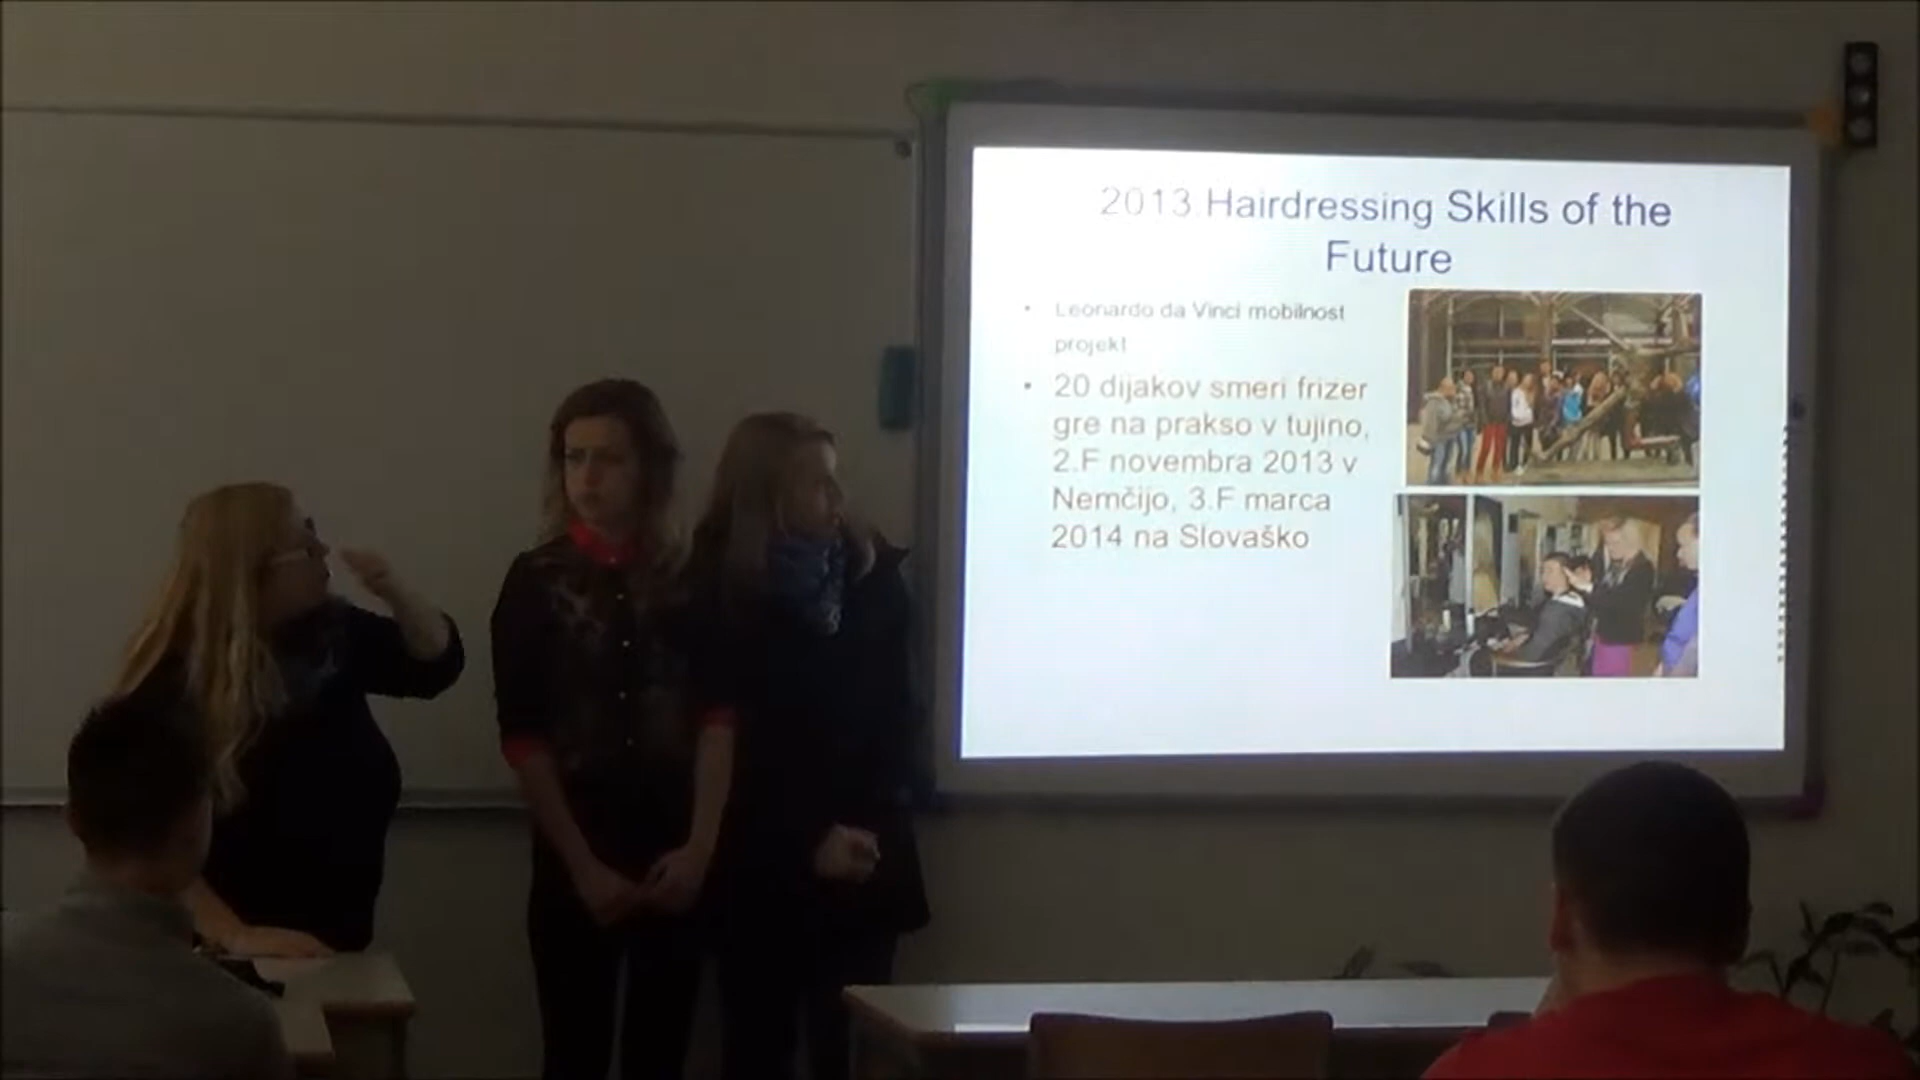 2013.Hairdressing Skills of the
Future
• Leonardo da Vinci mobilnost
projekt
• 20 dijakov smeri frizer
gre na prakso v tujino,
2.F novembra 2013 v
Nemčijo, 3.F marca
2014 na Slovaško